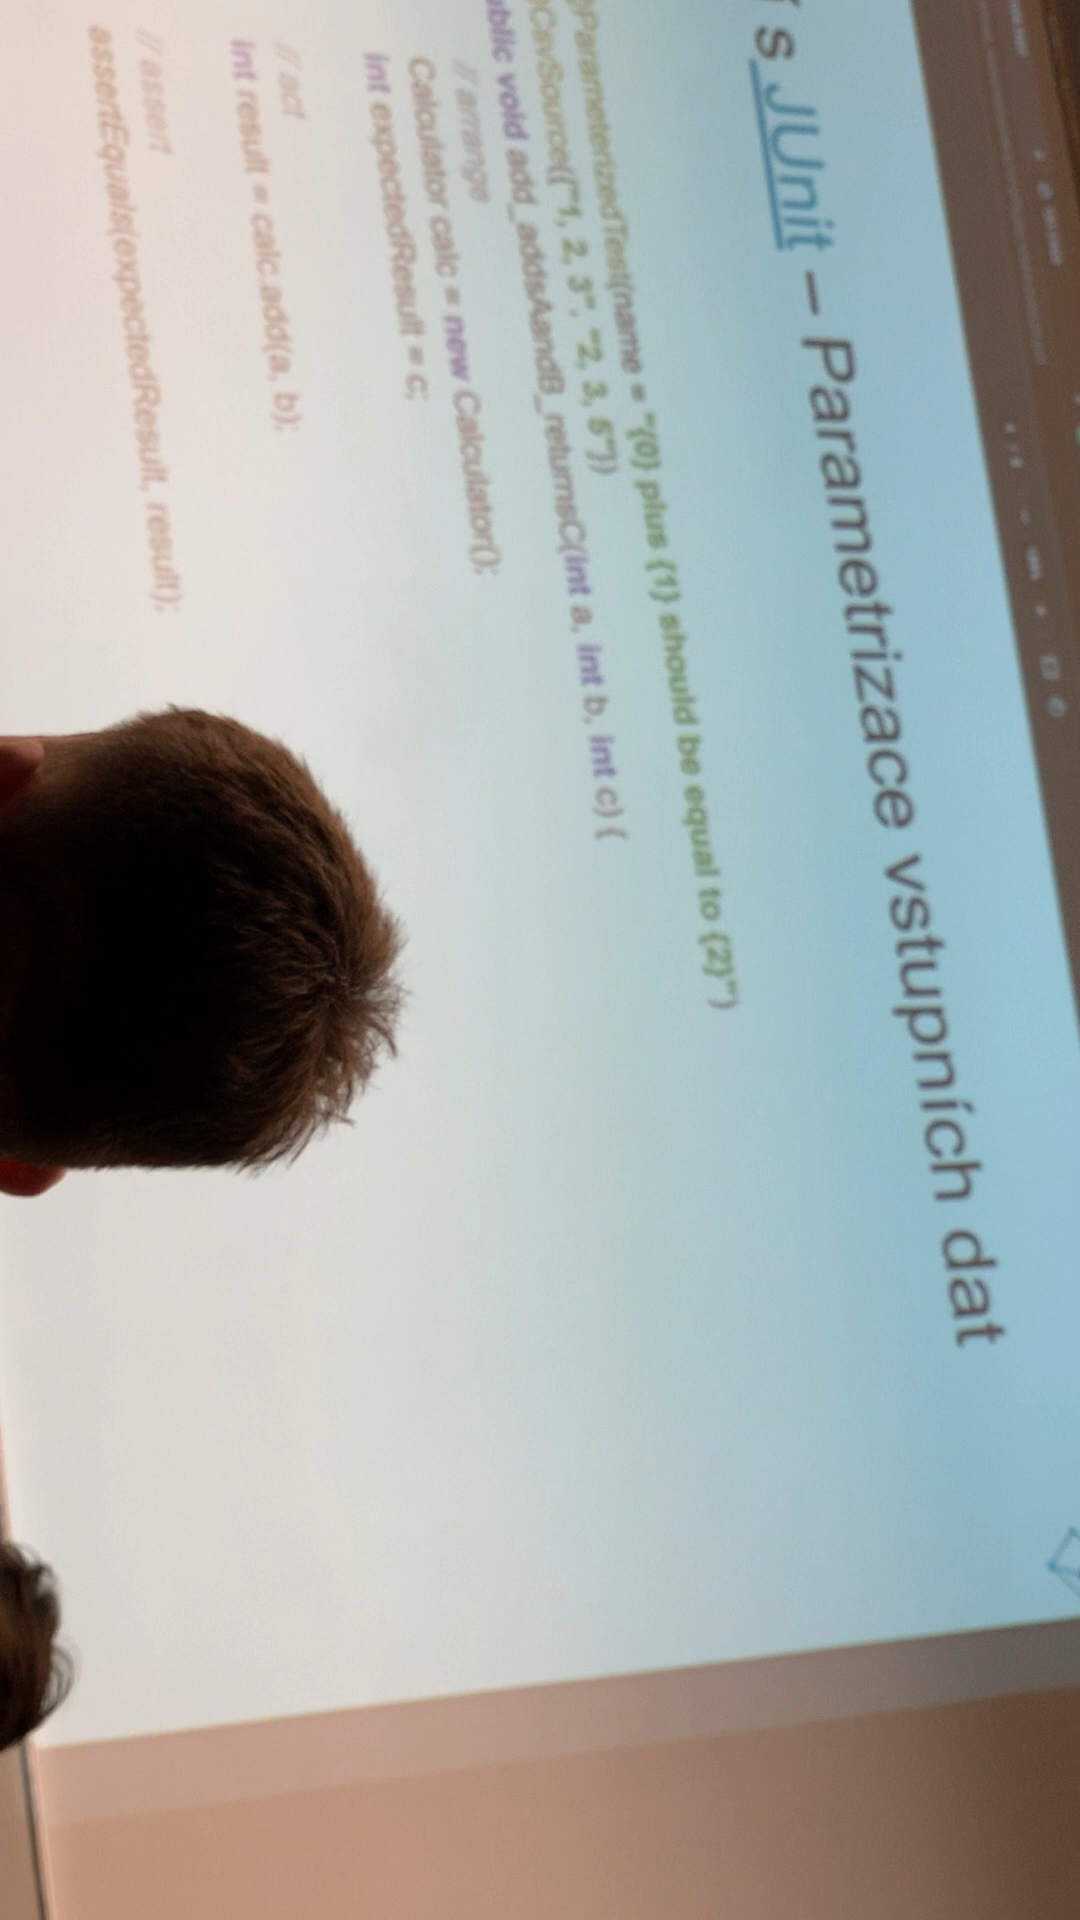 s JUnit – Parametrizace vstupních dat
@ParameterizedTest(name = "{0} plus {1} should be equal to {2}")
@CsvSource({"1, 2, 3", "2, 3, 5"})
ublic void add_addsAandB_returnsC(int a, int b, int c) {
// arrange
Calculator calc = new Calculator();
int expectedResult = c;
// act
int result = calc.add(a, b);
// assert
assertEquals(expectedResult, result);